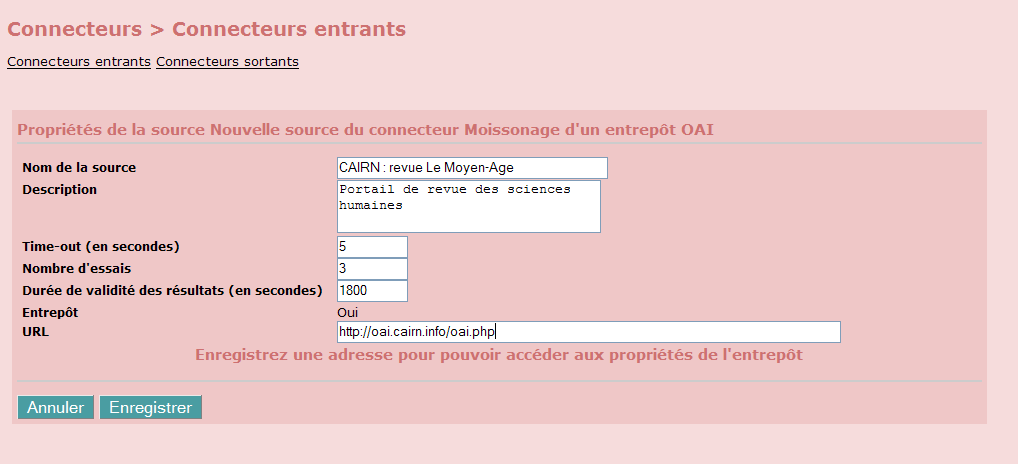 Connecteurs > Connecteurs entrants
Connecteurs entrants Connecteurs sortants
Propriétés de la source Nouvelle source du connecteur Moissonage d'un entrepôt OAI
Nom de la source CAIRN : revue Le Moyen-Age
Description Portail de revue des sciences
humaines
Time-out (en secondes) 5
Nombre d'essais 3
Durée de validité des résultats (en secondes) 1800
Entrepôt Oui
URL http://oai.cairn.info/oai.php
Enregistrez une adresse pour pouvoir accéder aux propriétés de l'entrepôt
Annuler Enregistrer